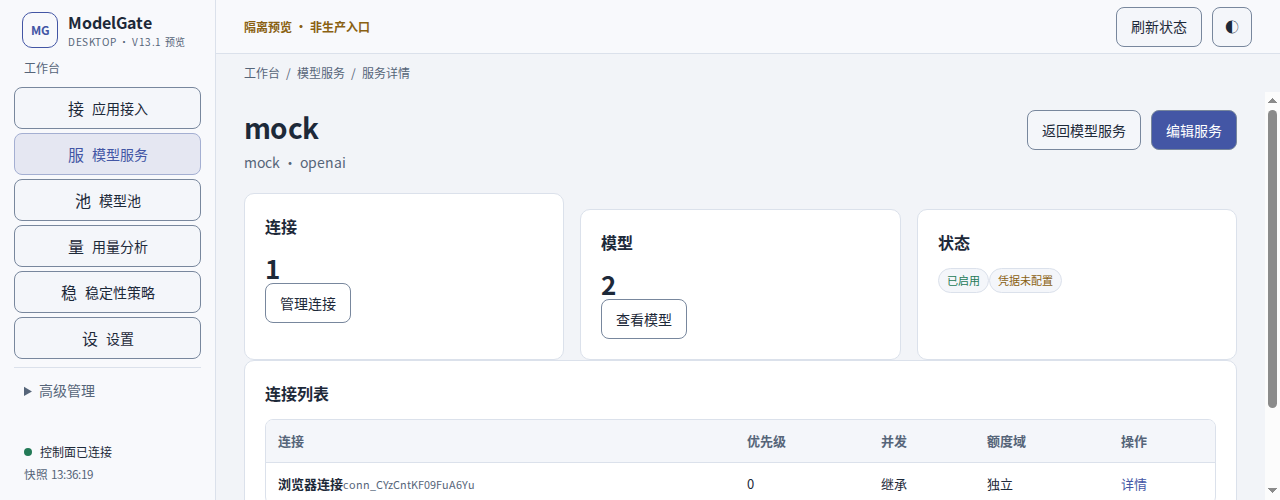 MG
ModelGate
DESKTOP · V13.1 预览
工作台
接 应用接入
服 模型服务
池 模型池
量 用量分析
稳 稳定性策略
设 设置
▶ 高级管理
控制面已连接
快照 13:36:19
隔离预览 · 非生产入口
刷新状态
工作台 / 模型服务 / 服务详情
mock
mock · openai
返回模型服务
编辑服务
连接
1
管理连接
模型
2
查看模型
状态
已启用 凭据未配置
连接列表
连接 优先级 并发 额度域 操作
浏览器连接conn_CYzCntKF09FuA6Yu 0 继承 独立 详情